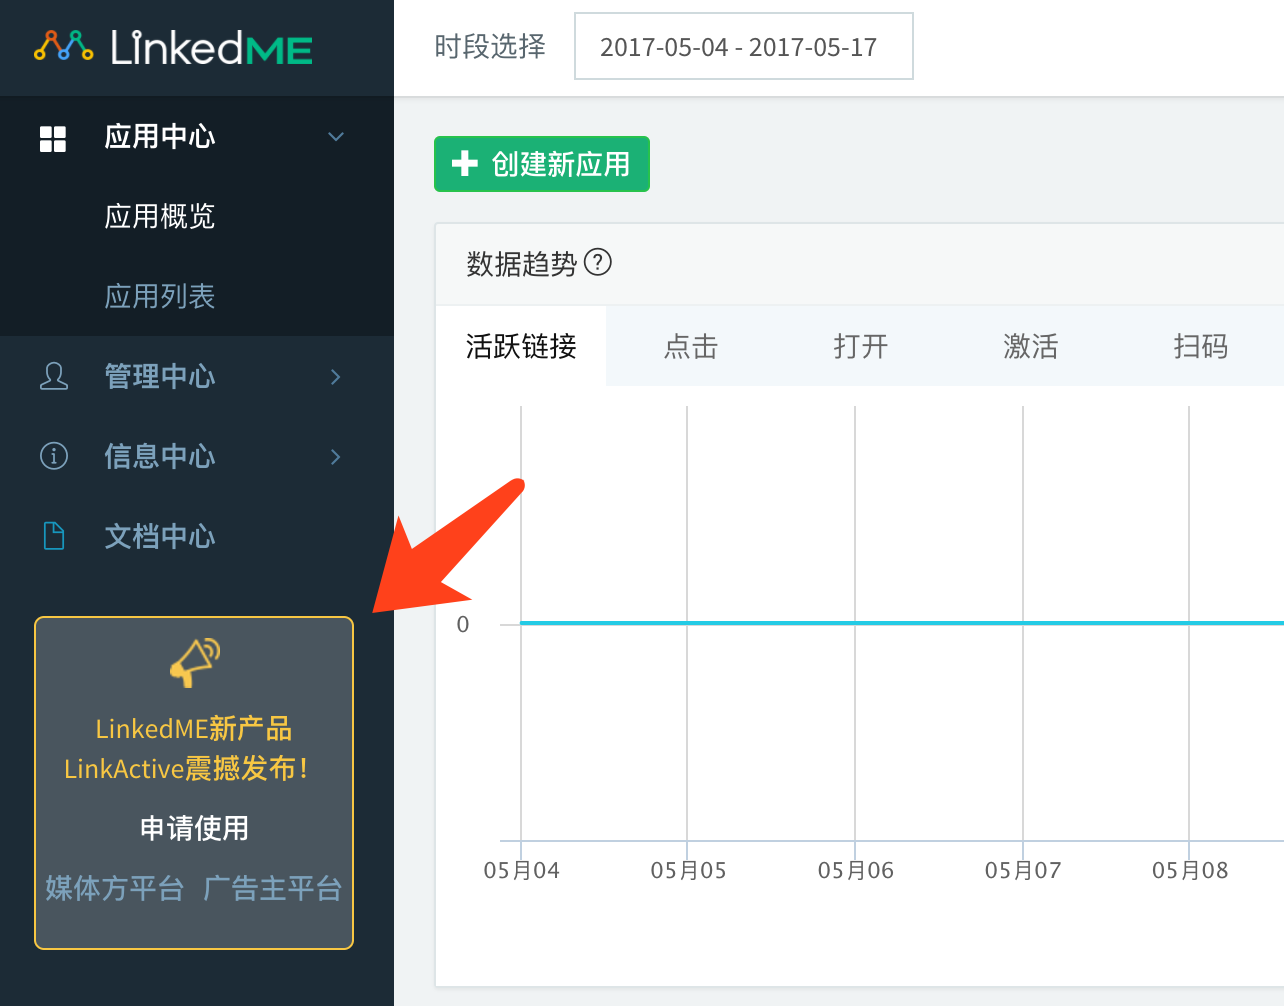 LinkedME
应用中心
应用概览
应用列表
管理中心
信息中心
文档中心
LinkedME新产品
LinkActive震撼发布！
申请使用
媒体方平台 广告主平台
时段选择 2017-05-04 - 2017-05-17
创建新应用
数据趋势?
活跃链接 点击 打开 激活 扫码
0
05月04 05月05 05月06 05月07 05月08